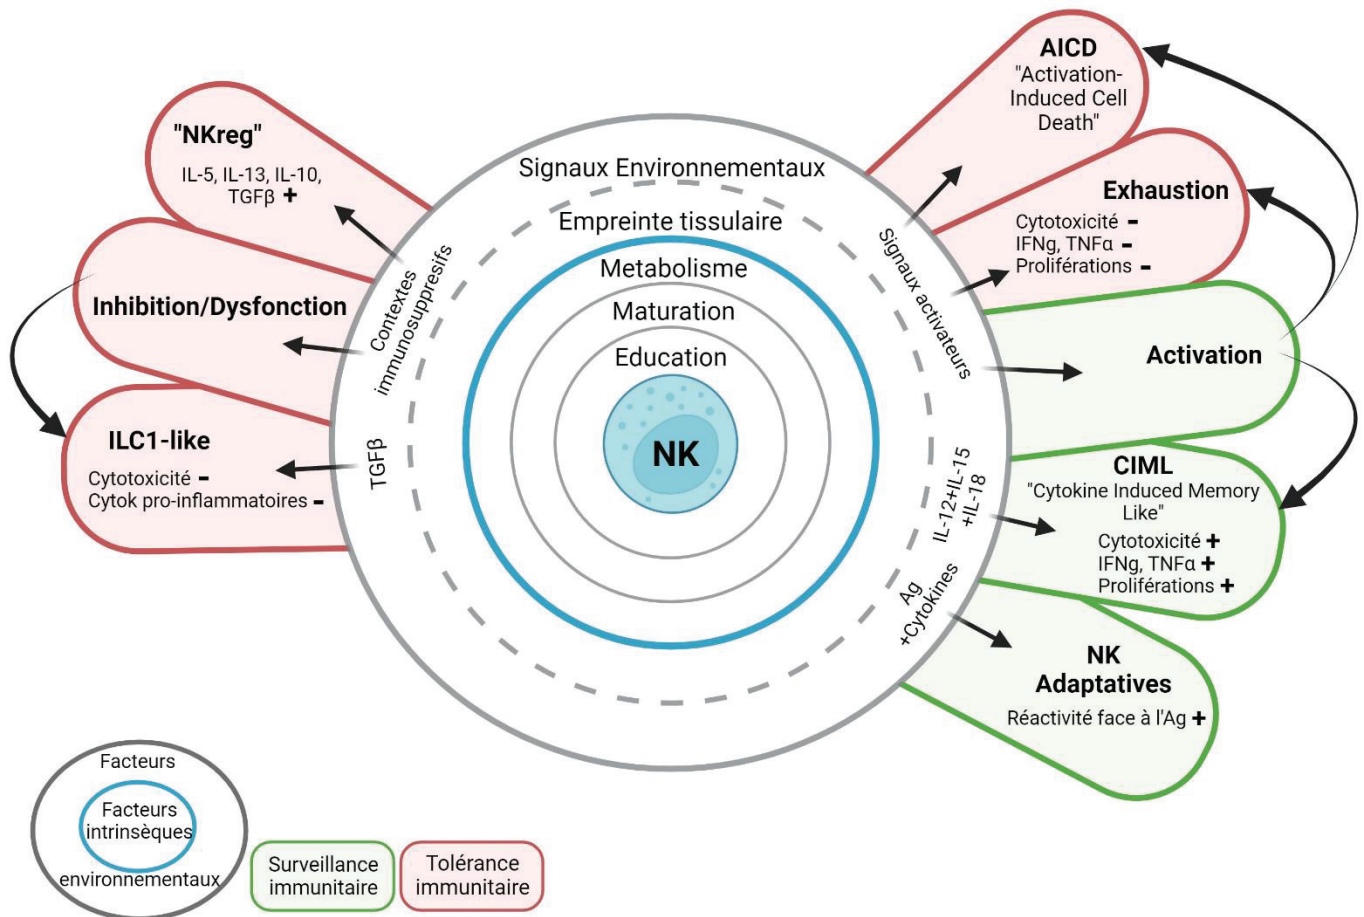 AICD
"Activation-
Induced Cell
Death"
"NKreg"
IL-5, IL-13, IL-10,
TGFβ +
Signaux Environnementaux
Exhaustion
Cytotoxicité -
IFNg, TNFα -
Proliférations -
Empreinte tissulaire
Metabolisme
Maturation
Education
NK
Contextes
immunosuppresifs
Signaux activateurs
Inhibition/Dysfonction
Activation
ILC1-like
Cytotoxicité -
Cytok pro-inflammatoires -
TGFβ
IL-12+IL-15
+IL-18
CIML
"Cytokine Induced Memory
Like"
Cytotoxicité +
IFNg, TNFα +
Proliférations +
Ag
+Cytokines
NK
Adaptatives
Réactivité face à l'Ag +
Facteurs
Facteurs
intrinsèques
environnementaux
Surveillance
immunitaire
Tolérance
immunitaire